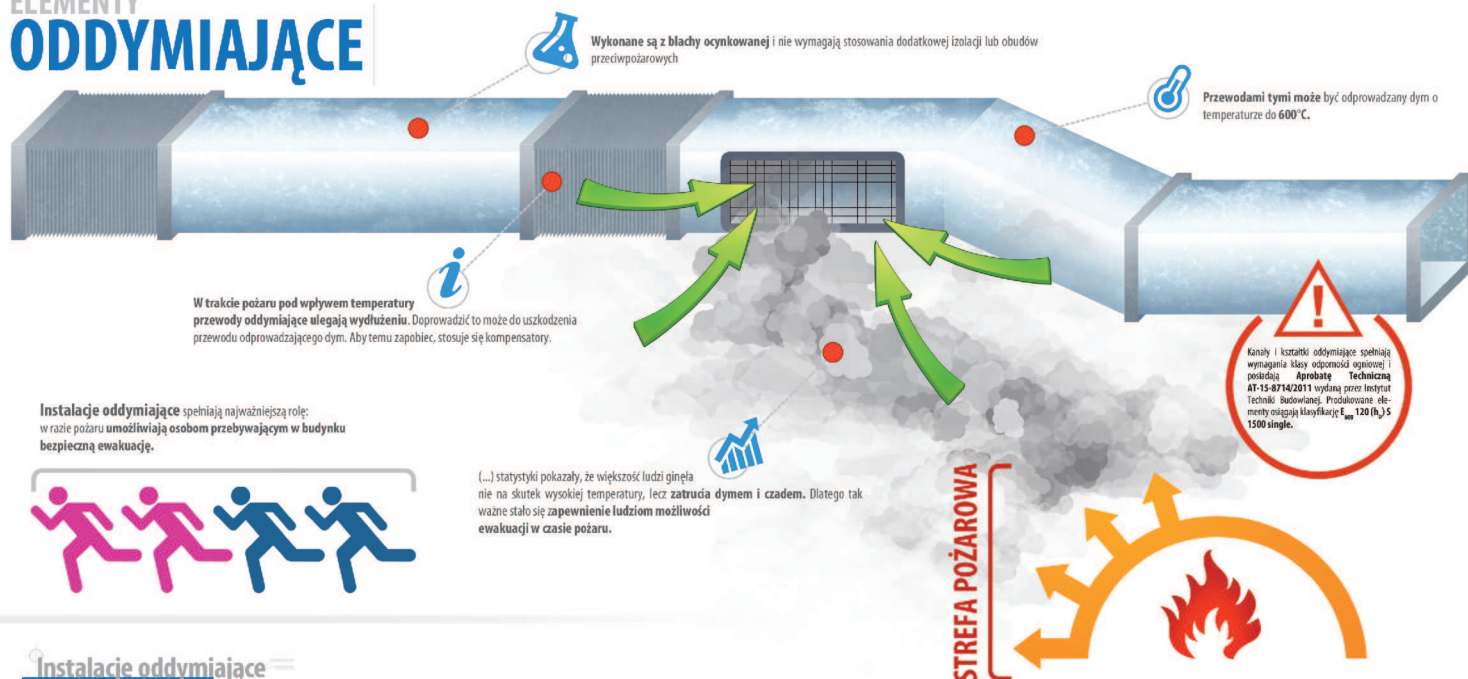 ELEMENTY
ODDYMIAJĄCE
Wykonane są z blachy ocynkowanej i nie wymagają stosowania dodatkowej izolacji lub obudów
przeciwpożarowych
Przewodami tymi może być odprowadzany dym o
temperaturze do 600°C.
W trakcie pożaru pod wpływem temperatury
przewody oddymiające ulegają wydłużeniu. Doprowadzić to może do uszkodzenia
przewodu odprowadzającego dym. Aby temu zapobiec, stosuje się kompensatory.
Kanały i kształtki oddymiające spełniają
wymagania klasy odporności ogniowej i
posiadają Aprobatę Techniczną
AT-15-8714/2011 wydaną przez Instytut
Techniki Budowlanej. Produkowane ele-
menty osiągają klasyfikację E600 120 (ho) S
1500 single.
Instalacje oddymiające spełniają najważniejszą rolę:
w razie pożaru umożliwiają osobom przebywającym w budynku
bezpieczną ewakuację.
(...) statystyki pokazały, że większość ludzi ginęła
nie na skutek wysokiej temperatury, lecz zatrucia dymem i czadem. Dlatego tak
ważne stało się zapewnienie ludziom możliwości
ewakuacji w czasie pożaru.
STREFA POŻAROWA
Instalacje oddymiające